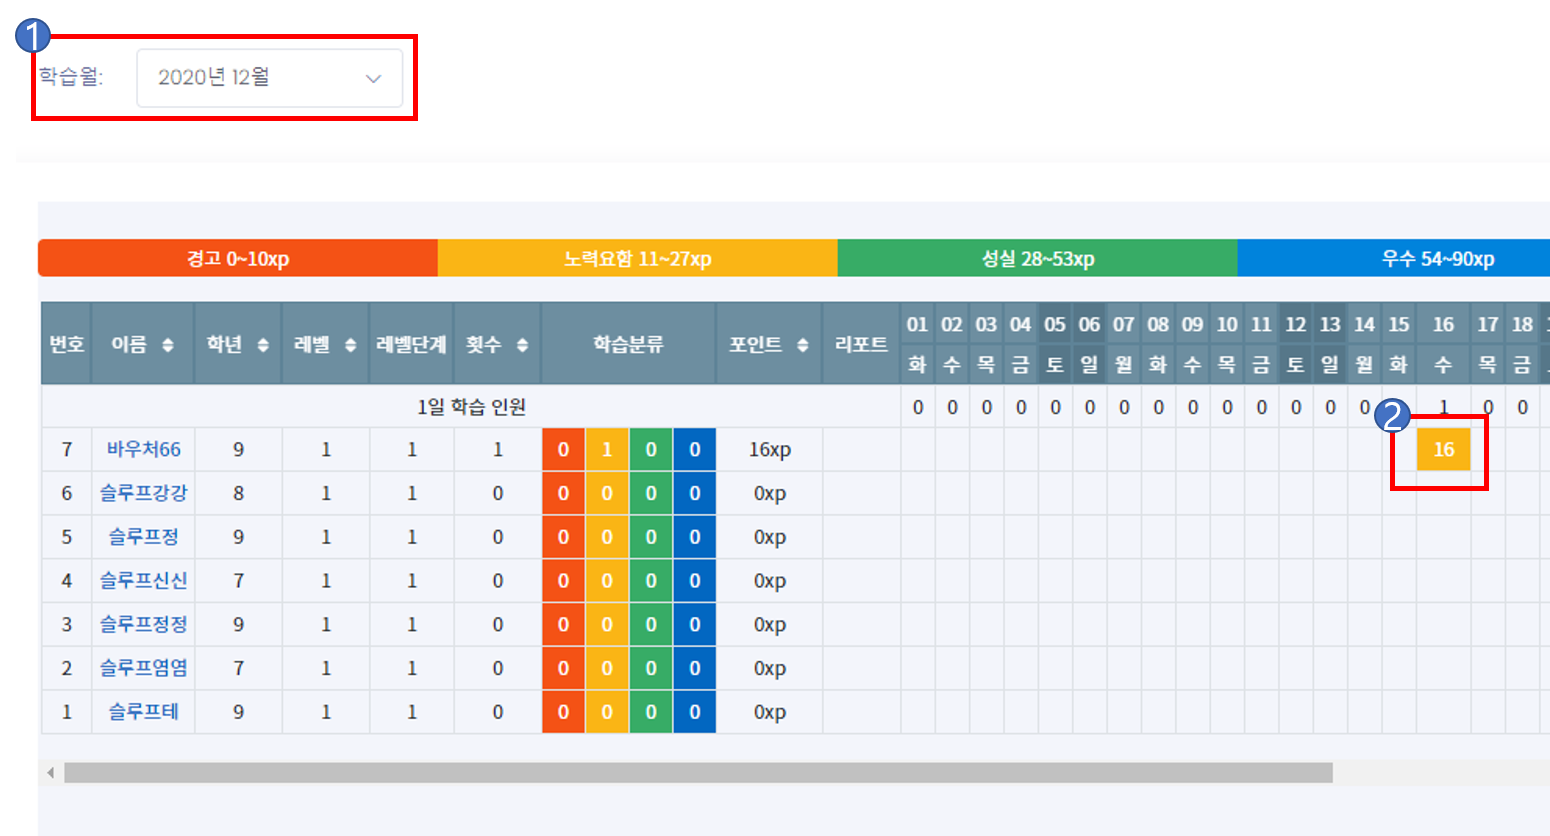 1
학습월: 2020년 12월
경고 0~10xp 노력요함 11~27xp 성실 28~53xp 우수 54~90xp
번호 이름 학년 레벨 레벨단계 횟수 학습분류 포인트 리포트 01 02 03 04 05 06 07 08 09 10 11 12 13 14 15 16 17 18
화 수 목 금 토 일 월 화 수 목 금 토 일 월 화 수 목 금
1일 학습 인원 0 0 0 0 0 0 0 0 0 0 0 0 0 0 1 0 0
2
7 바우처66 9 1 1 1 0 1 0 0 16xp 16
6 슬루프강강 8 1 1 0 0 0 0 0 0xp
5 슬루프정 9 1 1 0 0 0 0 0 0xp
4 슬루프신신 7 1 1 0 0 0 0 0 0xp
3 슬루프정정 9 1 1 0 0 0 0 0 0xp
2 슬루프염염 7 1 1 0 0 0 0 0 0xp
1 슬루프테 9 1 1 0 0 0 0 0 0xp